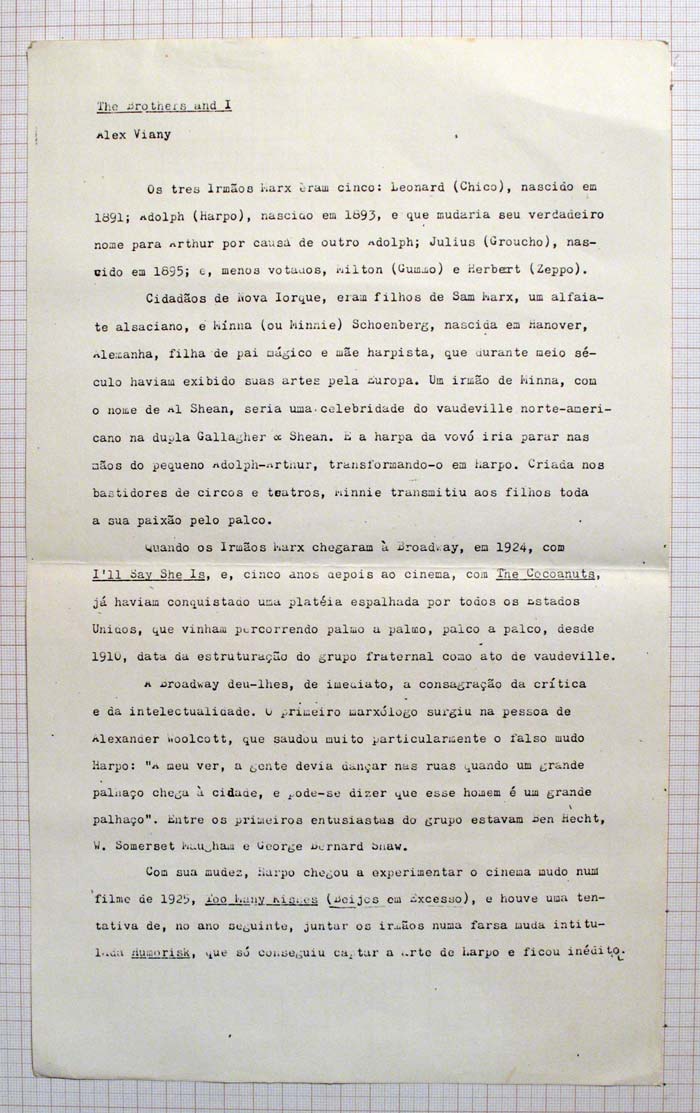 The Brothers and I
Alex Viany
Os tres Irmãos Marx eram cinco: Leonard (Chico), nascido em
1891; Adolph (Harpo), nascido em 1893, e que mudaria seu verdadeiro
nome para Arthur por causa de outro Adolph; Julius (Groucho), nas-
cido em 1895; e, menos votados, Milton (Gummo) e Herbert (Zeppo).
Cidadãos de Nova Iorque, eram filhos de Sam Marx, um alfaia-
te alsaciano, e Minna (ou Minnie) Schoenberg, nascida em Hanover,
Alemanha, filha de pai mágico e mãe harpista, que durante meio sé-
culo haviam exibido suas artes pela Europa. Um irmão de Minna, com
o nome de Al Shean, seria uma celebridade do vaudeville norte-ameri-
cano na dupla Gallagher & Shean. E a harpa da vovó iria parar nas
mãos do pequeno Adolph-Arthur, transformando-o em Harpo. Criada nos
bastidores de circos e teatros, Minnie transmitiu aos filhos toda
a sua paixão pelo palco.
Quando os Irmãos Marx chegaram à Broadway, em 1924, com
I'll Say She Is, e, cinco anos depois ao cinema, com The Cocoanuts,
já haviam conquistado uma platéia espalhada por todos os Estados
Unidos, que vinham percorrendo palmo a palmo, palco a palco, desde
1910, data da estruturação do grupo fraternal como ato de vaudeville.
A Broadway deu-lhes, de imediato, a consagração da crítica
e da intelectualidade. O primeiro marxólogo surgiu na pessoa de
Alexander Woolcott, que saudou muito particularmente o falso mudo
Harpo: "A meu ver, a gente devia dançar nas ruas quando um grande
palhaço chega à cidade, e pode-se dizer que esse homem é um grande
palhaço". Entre os primeiros entusiastas do grupo estavam Ben Hecht,
W. Somerset Maugham e George Bernard Shaw.
Com sua mudez, Harpo chegou a experimentar o cinema mudo num
filme de 1925, Too Many Kisses (Beijos em Excesso), e houve uma ten-
tativa de, no ano seguinte, juntar os irmãos numa farsa muda intitu-
lada Humorisk, que só conseguiu captar a arte de Harpo e ficou inédito.